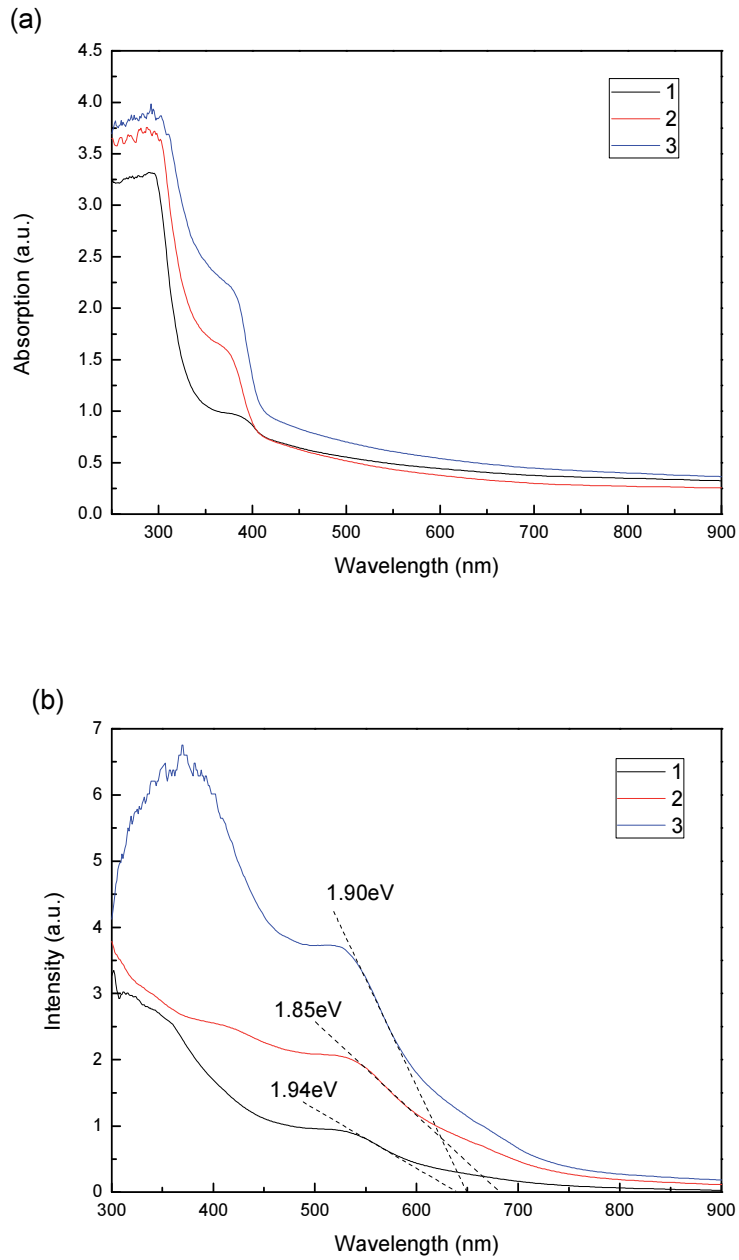 (a)
4.5
4.0
3.5
3.0
2.5
2.0
1.5
1.0
0.5
0.0
Absorption (a.u.)
1
2
3
300 400 500 600 700 800 900
Wavelength (nm)
(b)
7
6
5
4
3
2
1
0
Intensity (a.u.)
1
2
3
1.90eV
1.85eV
1.94eV
300 400 500 600 700 800 900
Wavelength (nm)